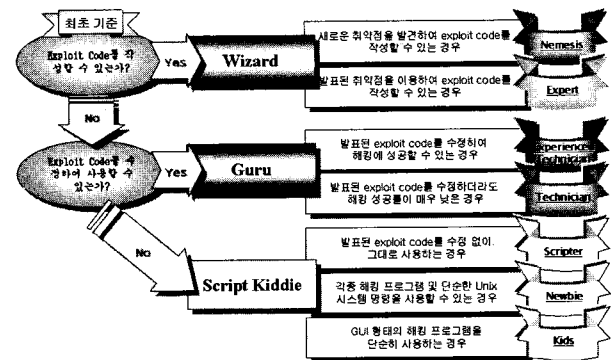 최초 기준
Exploit Code를 작
성할 수 있는가?
Yes
Wizard
새로운 취약점을 발견하여 exploit code를
작성할 수 있는 경우
Nemesis
발표된 취약점을 이용하여 exploit code를
작성할 수 있는 경우
Expert
No
Exploit Code를 수
정하여 사용할 수
있는가?
Yes
Guru
발표된 exploit code를 수정하여
해킹에 성공할 수 있는 경우
Experienced
Technician
발표된 exploit code를 수정하더라도
해킹 성공률이 매우 낮은 경우
Technician
No
Script Kiddie
발표된 exploit code를 수정 없이
그대로 사용하는 경우
Scripter
각종 해킹 프로그램 및 단순한 Unix
시스템 명령을 사용할 수 있는 경우
Newbie
GUI 형태의 해킹 프로그램을
단순히 사용하는 경우
Kids